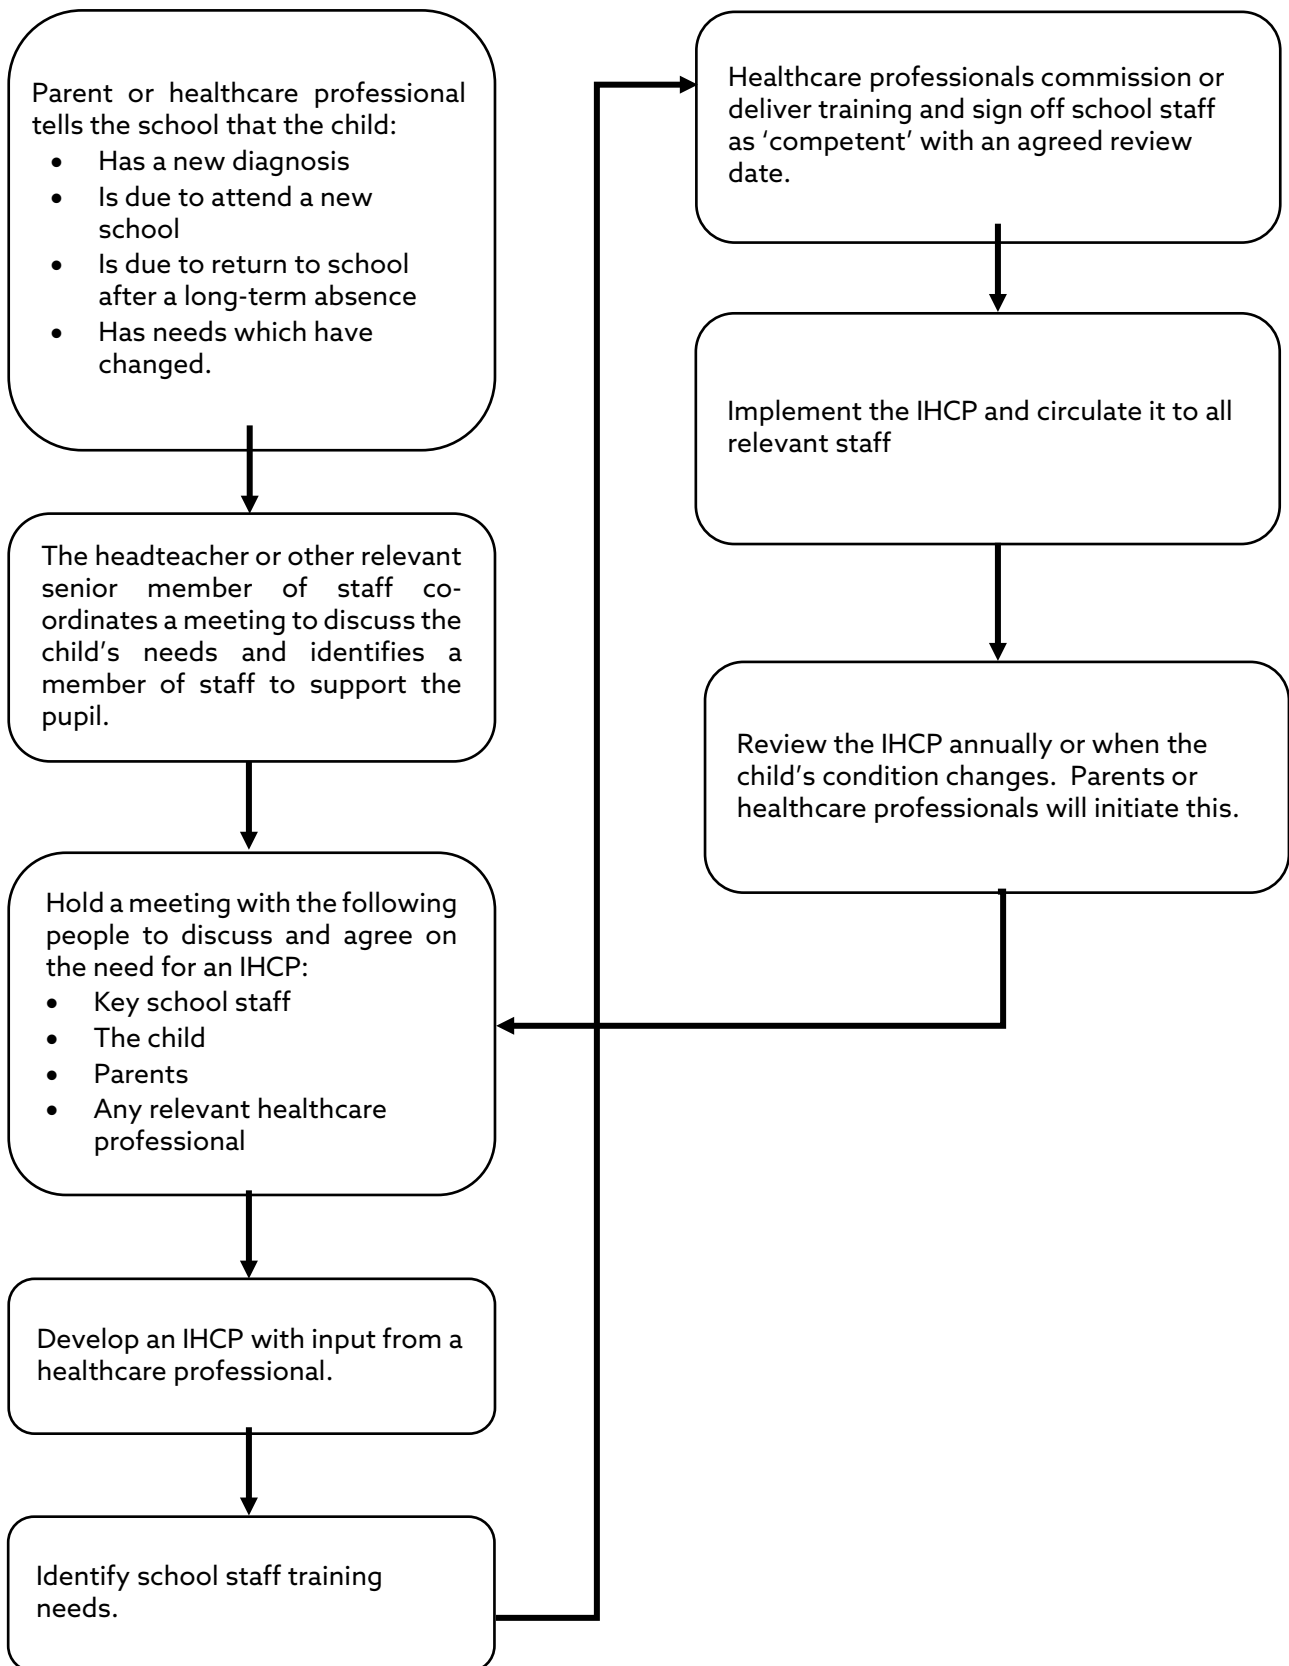 Parent or healthcare professional
tells the school that the child:
• Has a new diagnosis
• Is due to attend a new
school
• Is due to return to school
after a long-term absence
• Has needs which have
changed.
The headteacher or other relevant
senior member of staff co-
ordinates a meeting to discuss the
child’s needs and identifies a
member of staff to support the
pupil.
Hold a meeting with the following
people to discuss and agree on
the need for an IHCP:
• Key school staff
• The child
• Parents
• Any relevant healthcare
professional
Develop an IHCP with input from a
healthcare professional.
Identify school staff training
needs.
Healthcare professionals commission or
deliver training and sign off school staff
as ‘competent’ with an agreed review
date.
Implement the IHCP and circulate it to all
relevant staff
Review the IHCP annually or when the
child’s condition changes.  Parents or
healthcare professionals will initiate this.